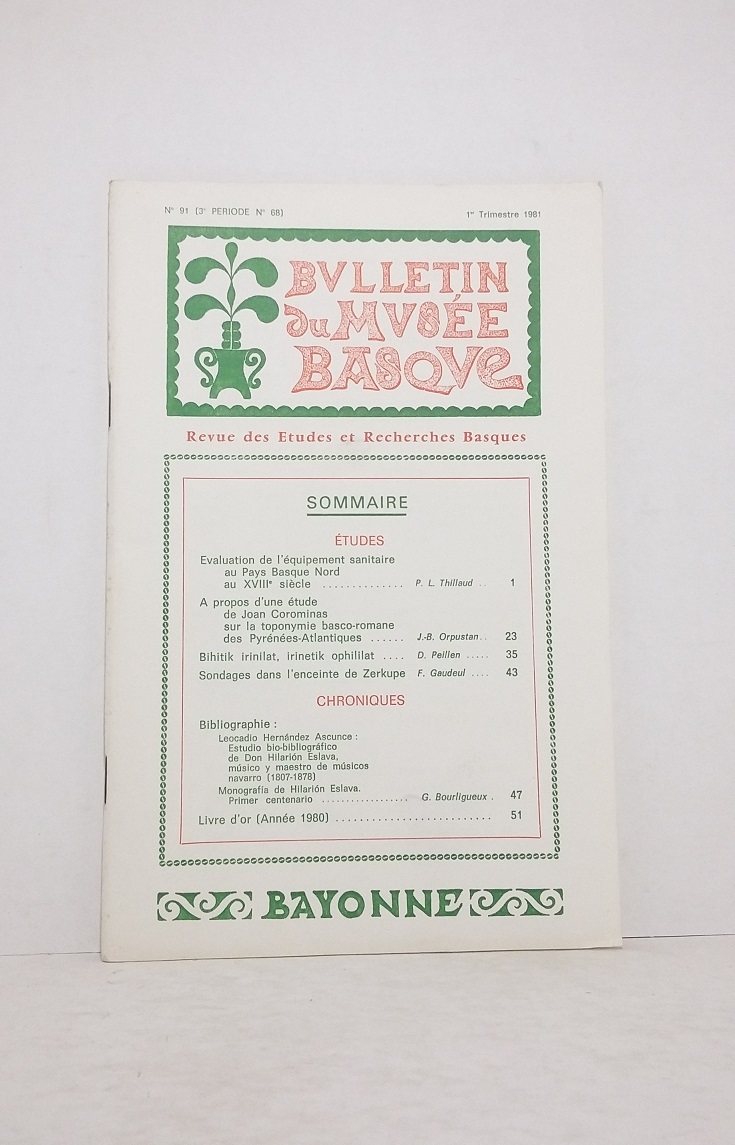 N° 91 (3e PERIODE N° 68)
1er Trimestre 1981
BVLLETIN
du MVSÉE
BASQVE
Revue des Etudes et Recherches Basques
SOMMAIRE
ÉTUDES
Evaluation de l'équipement sanitaire
au Pays Basque Nord
au XVIIIe siècle .............. P. L. Thillaud .. 1
A propos d'une étude
de Joan Corominas
sur la toponymie basco-romane
des Pyrénées-Atlantiques ...... J.-B. Orpustan.. 23
Bihitik irinilat, irinetik ophililat .... D. Peillen ..... 35
Sondages dans l'enceinte de Zerkupe F. Gaudeul .... 43
CHRONIQUES
Bibliographie :
Leocadio Hernández Ascunce :
Estudio bio-bibliográfico
de Don Hilarión Eslava,
músico y maestro de músicos
navarro (1807-1878)
Monografía de Hilarión Eslava.
Primer centenario .................. G. Bourligueux . 47
Livre d'or (Année 1980) .......................... 51
BAYONNE